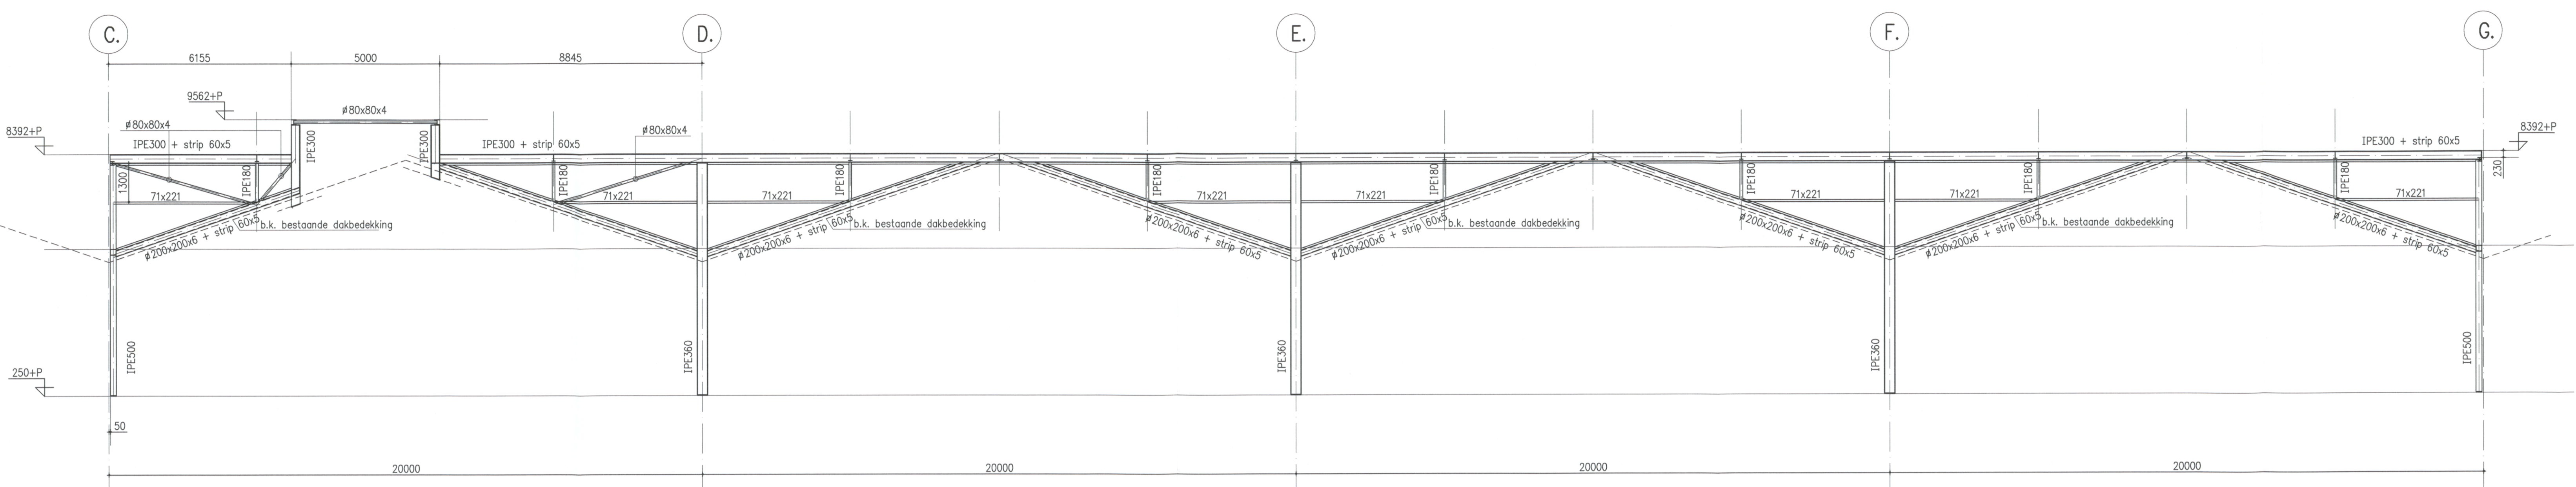 C.
D.
E.
F.
G.
6155
5000
8845
9562+P
⌀80x80x4
8392+P
⌀80x80x4
⌀80x80x4
8392+P
IPE300 + strip 60x5
IPE300
IPE300
IPE300 + strip 60x5
IPE300 + strip 60x5
1300
IPE180
IPE180
IPE180
IPE180
IPE180
IPE180
IPE180
IPE180
230
71x221
71x221
71x221
71x221
71x221
71x221
71x221
71x221
⌀200x200x6 + strip 60x5
b.k. bestaande dakbedekking
⌀200x200x6 + strip 60x5
b.k. bestaande dakbedekking
⌀200x200x6 + strip 60x5
⌀200x200x6 + strip 60x5
b.k. bestaande dakbedekking
⌀200x200x6 + strip 60x5
⌀200x200x6 + strip 60x5
b.k. bestaande dakbedekking
⌀200x200x6 + strip 60x5
IPE500
IPE360
IPE360
IPE360
IPE500
250+P
50
20000
20000
20000
20000